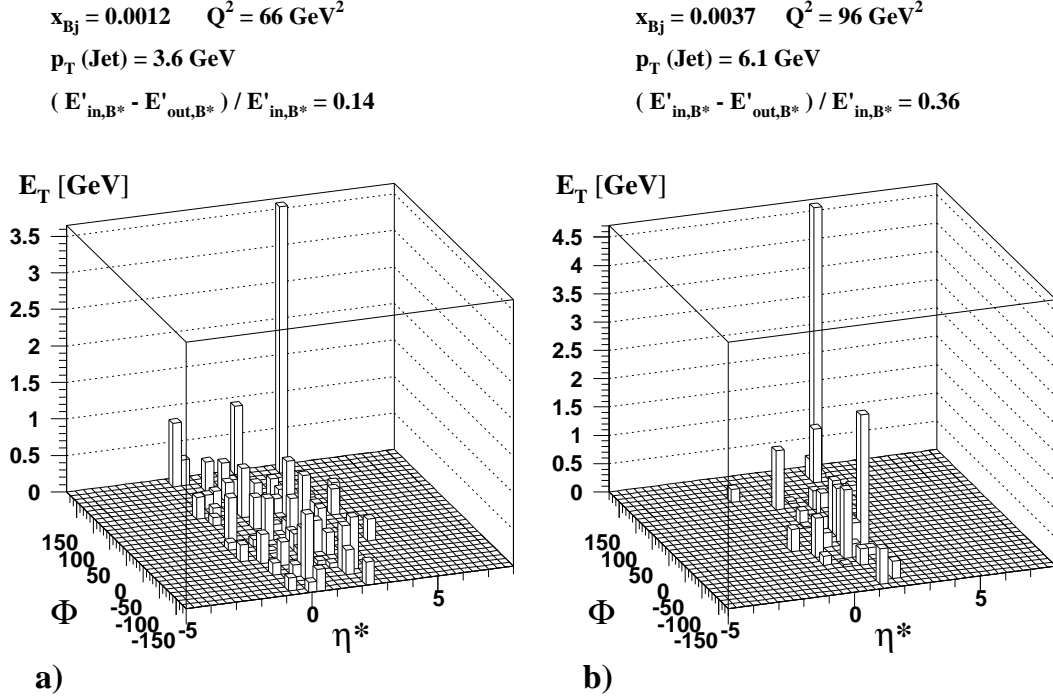 x_Bj = 0.0012 Q^2 = 66 GeV^2
p_T (Jet) = 3.6 GeV
( E'_in,B* - E'_out,B* ) / E'_in,B* = 0.14
E_T [GeV]
3.5
3
2.5
2
1.5
1
0.5
0
150
100
50
0
-50
-100
-150
Φ
-5
0
5
η*
a)
x_Bj = 0.0037 Q^2 = 96 GeV^2
p_T (Jet) = 6.1 GeV
( E'_in,B* - E'_out,B* ) / E'_in,B* = 0.36
E_T [GeV]
4.5
4
3.5
3
2.5
2
1.5
1
0.5
0
150
100
50
0
-50
-100
-150
Φ
-5
0
5
η*
b)